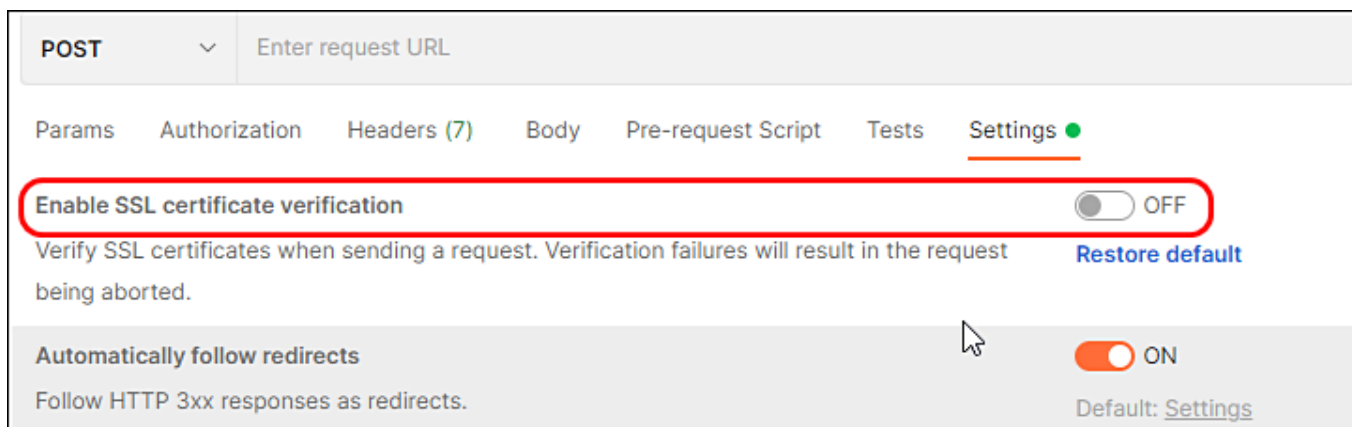 POST Enter request URL
Params Authorization Headers (7) Body Pre-request Script Tests Settings
Enable SSL certificate verification OFF
Verify SSL certificates when sending a request. Verification failures will result in the request
being aborted.
Restore default
Automatically follow redirects ON
Follow HTTP 3xx responses as redirects.
Default: Settings